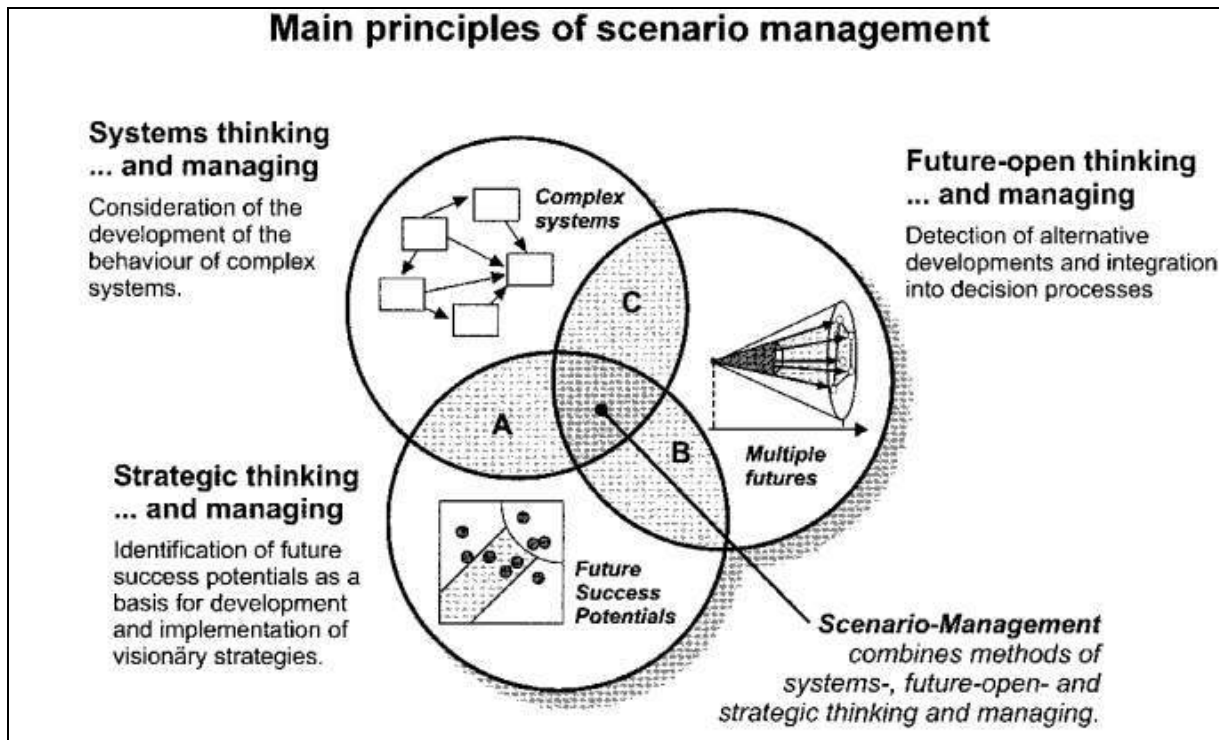 Main principles of scenario management
Systems thinking
... and managing
Consideration of the
development of the
behaviour of complex
systems.
Complex
systems
Future-open thinking
... and managing
Detection of alternative
developments and integration
into decision processes
C
A
B
Multiple
futures
Strategic thinking
... and managing
Identification of future
success potentials as a
basis for development
and implementation of
visionäry strategies.
Future
Success
Potentials
Scenario-Management
combines methods of
systems-, future-open- and
strategic thinking and managing.